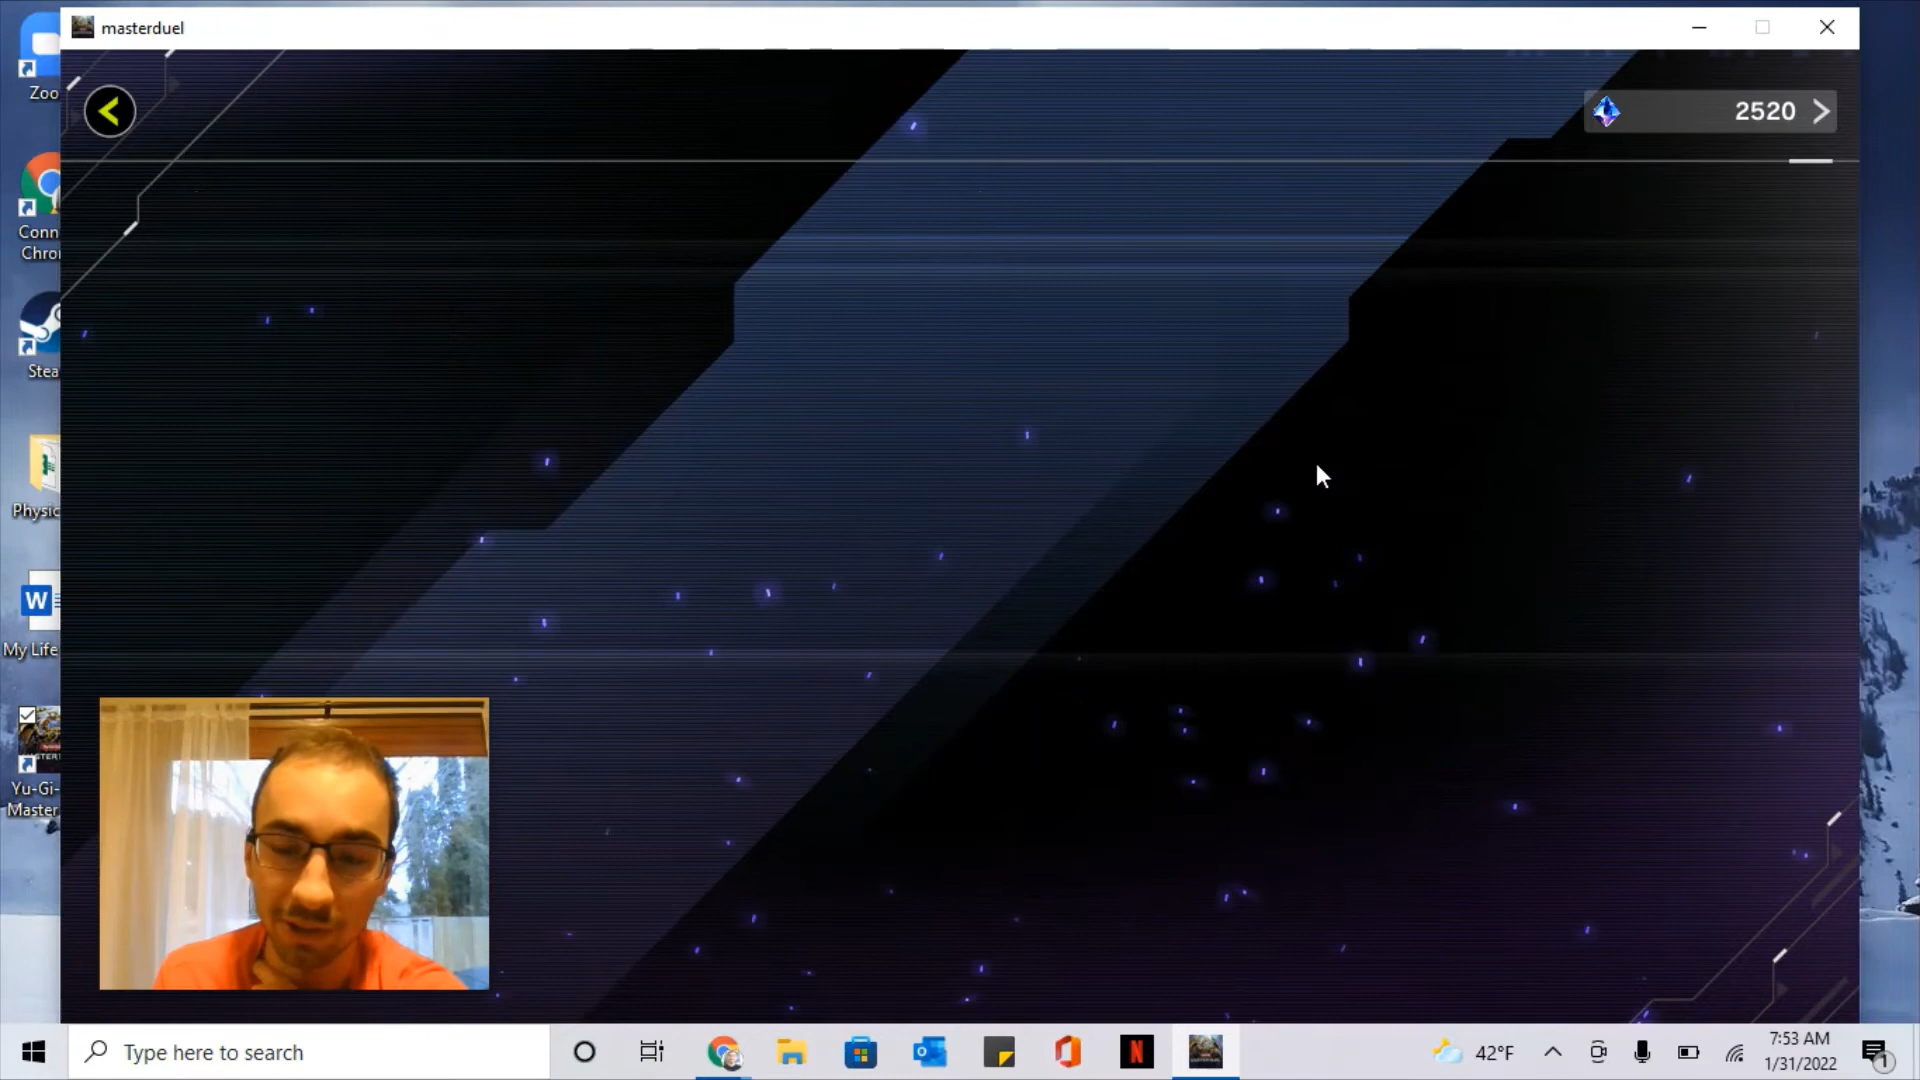 masterduel
2520
Zoo
Conn
Chro
Stea
Physic
My Life
Yu-Gi-
Master
Type here to search
42°F
7:53 AM
1/31/2022
1